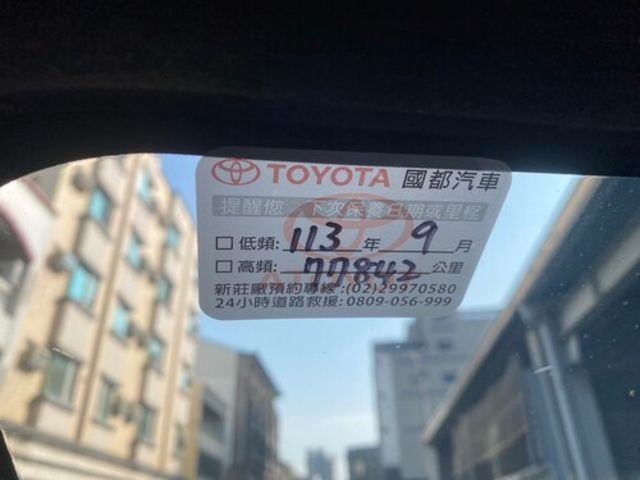 TOYOTA 國都汽車
提醒您 下次保養日期或里程
□ 低頻: 113 年 9 月
□ 高頻: 77842 公里
新莊廠預約專線:(02)29970580
24小時道路救援:0809-056-999